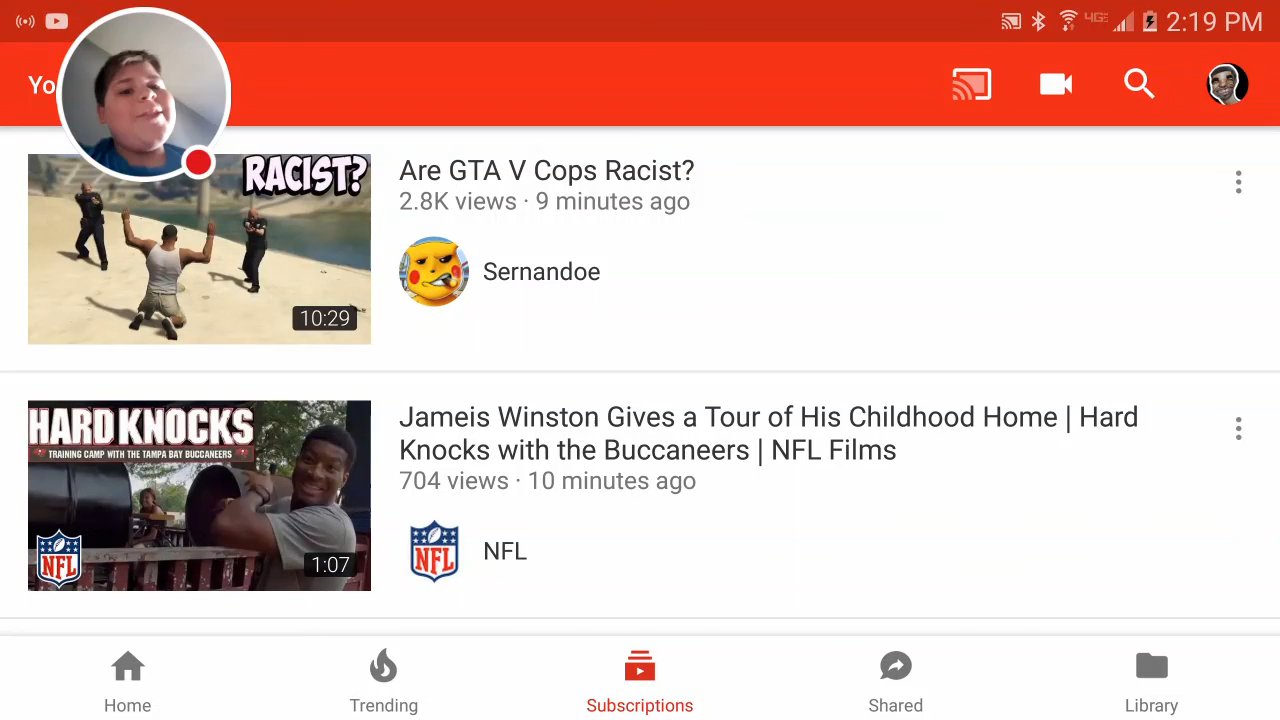 4GE 2:19 PM
Yo
RACIST?
10:29
Are GTA V Cops Racist?
2.8K views · 9 minutes ago
Sernandoe
HARD KNOCKS
TRAINING CAMP WITH THE TAMPA BAY BUCCANEERS
NFL
1:07
Jameis Winston Gives a Tour of His Childhood Home | Hard
Knocks with the Buccaneers | NFL Films
704 views · 10 minutes ago
NFL
NFL
Home
Trending
Subscriptions
Shared
Library